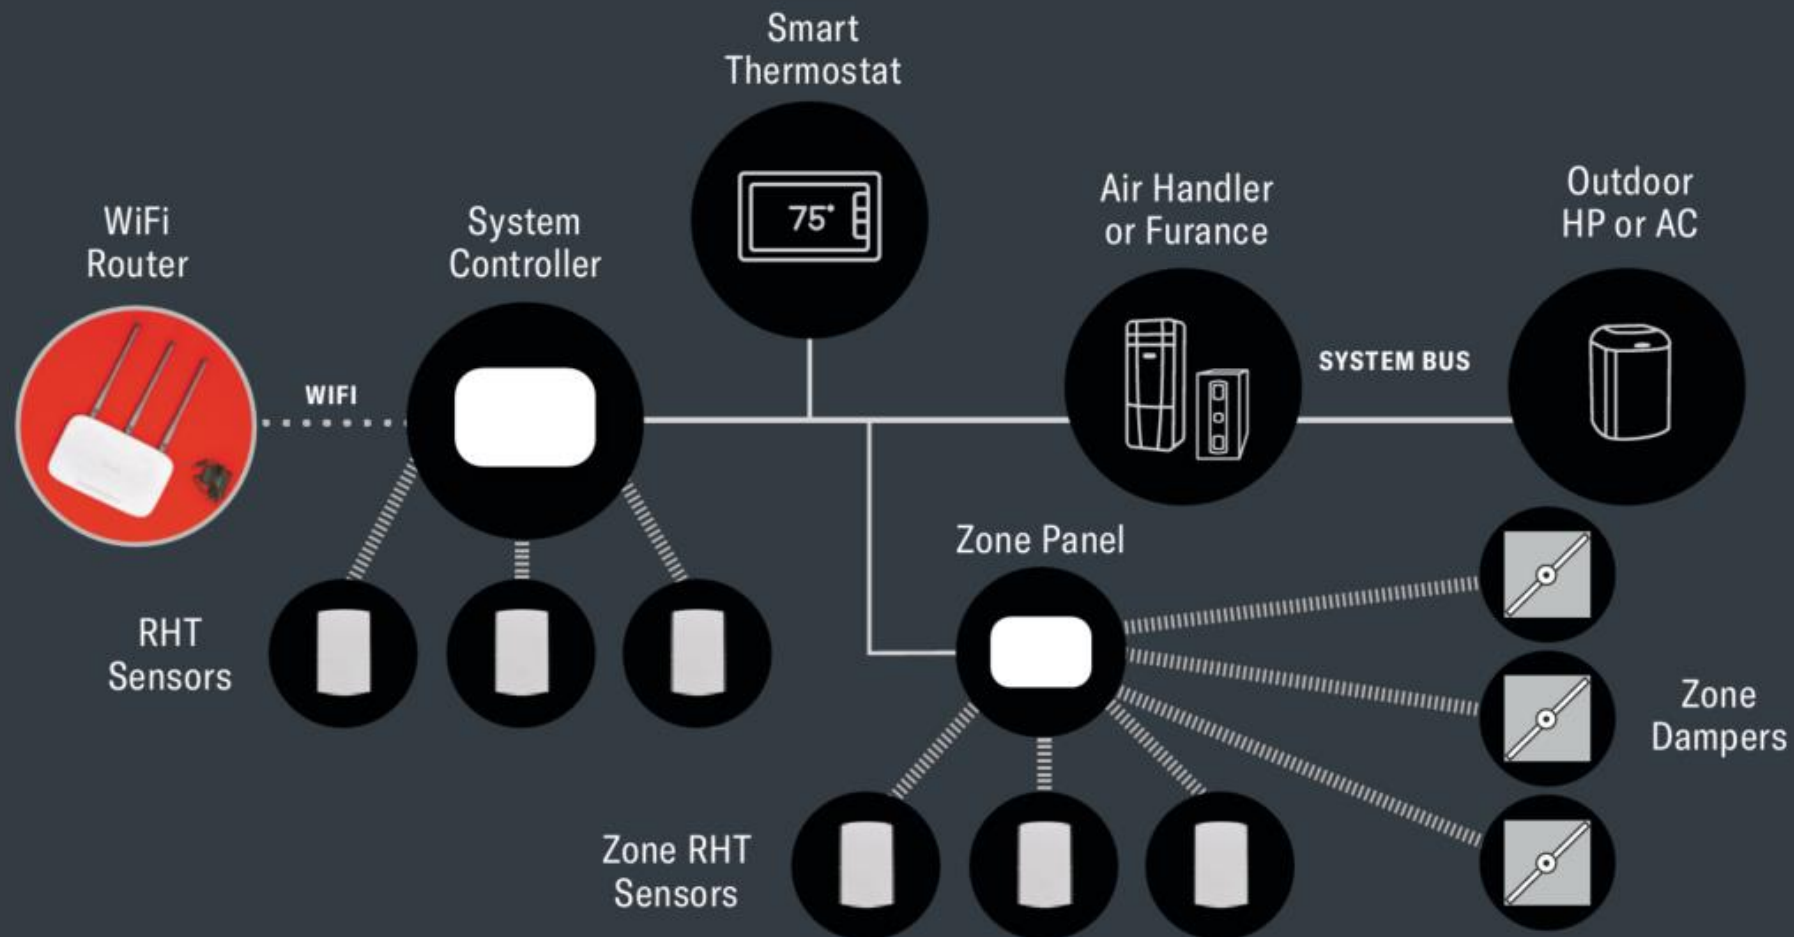 Smart
Thermostat
WiFi
Router
System
Controller
Air Handler
or Furance
Outdoor
HP or AC
75°
WIFI
SYSTEM BUS
RHT
Sensors
Zone Panel
Zone
Dampers
Zone RHT
Sensors